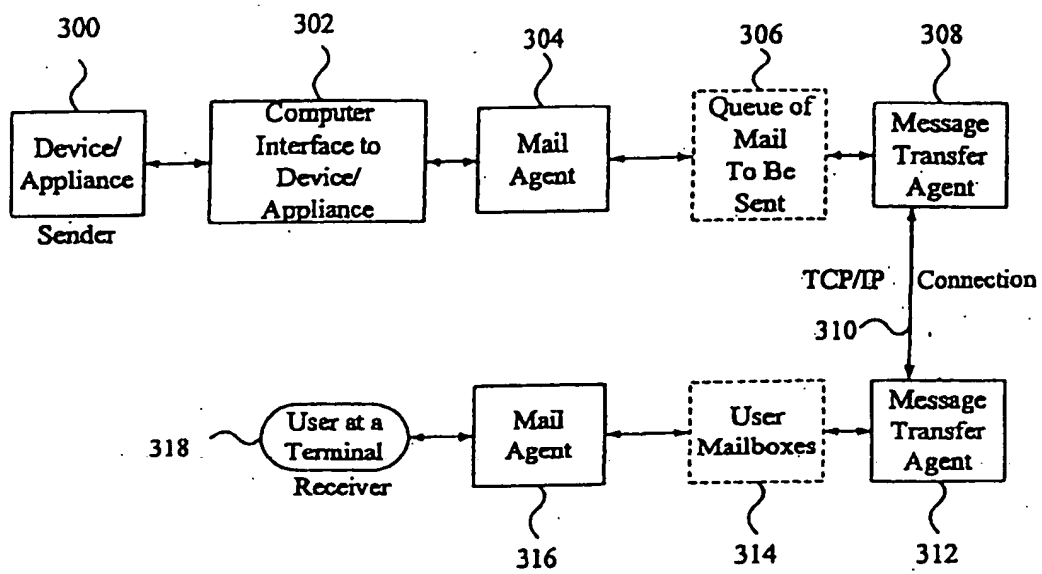 300
302
304
306
308
Device/
Appliance
Sender
Computer
Interface to
Device/
Appliance
Mail
Agent
Queue of
Mail
To Be
Sent
Message
Transfer
Agent
TCP/IP Connection
310
318
User at a
Terminal
Receiver
Mail
Agent
User
Mailboxes
Message
Transfer
Agent
316
314
312